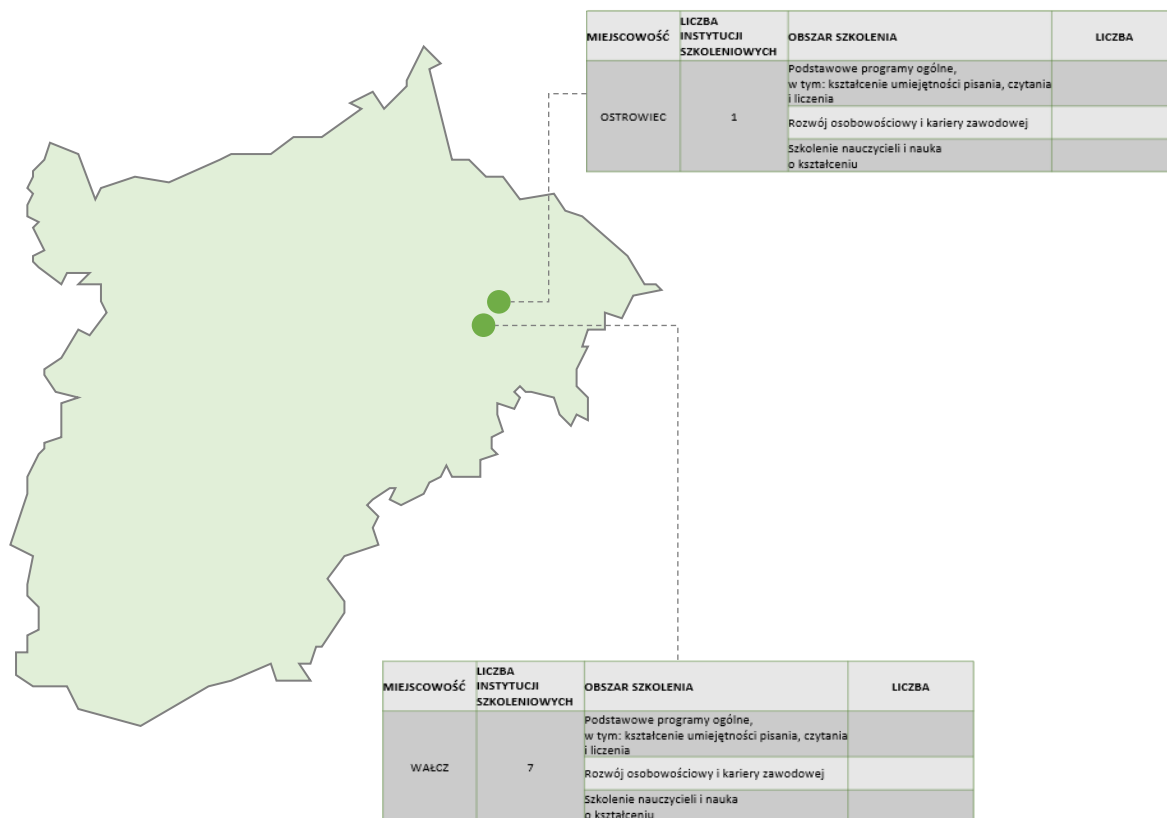 MIEJSCOWOŚĆ
LICZBA
INSTYTUCJI
SZKOLENIOWYCH
OBSZAR SZKOLENIA
LICZBA
OSTROWIEC
1
Podstawowe programy ogólne,
w tym: kształcenie umiejętności pisania, czytania
i liczenia
Rozwój osobowościowy i kariery zawodowej
Szkolenie nauczycieli i nauka
o kształceniu
MIEJSCOWOŚĆ
LICZBA
INSTYTUCJI
SZKOLENIOWYCH
OBSZAR SZKOLENIA
LICZBA
WAŁCZ
7
Podstawowe programy ogólne,
w tym: kształcenie umiejętności pisania, czytania
i liczenia
Rozwój osobowościowy i kariery zawodowej
Szkolenie nauczycieli i nauka
o kształceniu